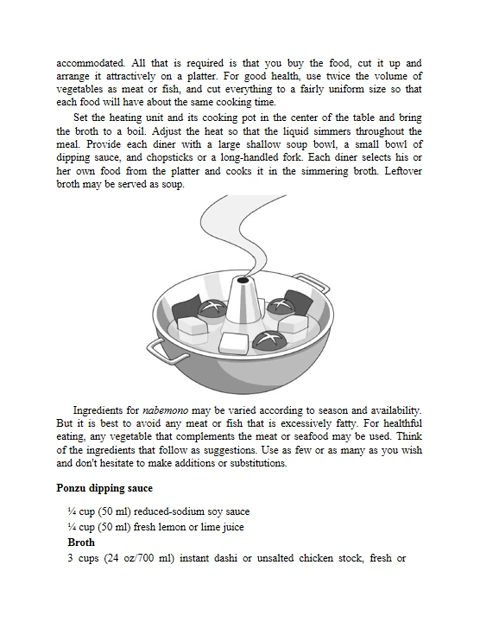 accommodated. All that is required is that you buy the food, cut it up and
arrange it attractively on a platter. For good health, use twice the volume of
vegetables as meat or fish, and cut everything to a fairly uniform size so that
each food will have about the same cooking time.
Set the heating unit and its cooking pot in the center of the table and bring
the broth to a boil. Adjust the heat so that the liquid simmers throughout the
meal. Provide each diner with a large shallow soup bowl, a small bowl of
dipping sauce, and chopsticks or a long-handled fork. Each diner selects his or
her own food from the platter and cooks it in the simmering broth. Leftover
broth may be served as soup.
Ingredients for nabemono may be varied according to season and availability.
But it is best to avoid any meat or fish that is excessively fatty. For healthful
eating, any vegetable that complements the meat or seafood may be used. Think
of the ingredients that follow as suggestions. Use as few or as many as you wish
and don't hesitate to make additions or substitutions.
Ponzu dipping sauce
¼ cup (50 ml) reduced-sodium soy sauce
¼ cup (50 ml) fresh lemon or lime juice
Broth
3 cups (24 oz/700 ml) instant dashi or unsalted chicken stock, fresh or